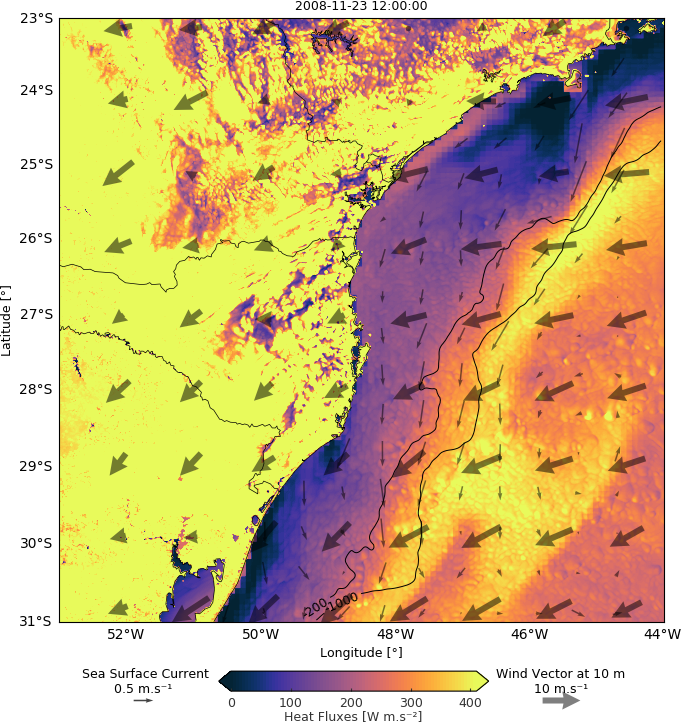 2008-11-23 12:00:00
23°S
24°S
25°S
26°S
27°S
28°S
29°S
30°S
31°S
Latitude [°]
200
1000
52°W
50°W
48°W
46°W
44°W
Longitude [°]
Sea Surface Current
0.5 m.s⁻¹
Wind Vector at 10 m
10 m.s⁻¹
0
100
200
300
400
Heat Fluxes [W m.s⁻²]